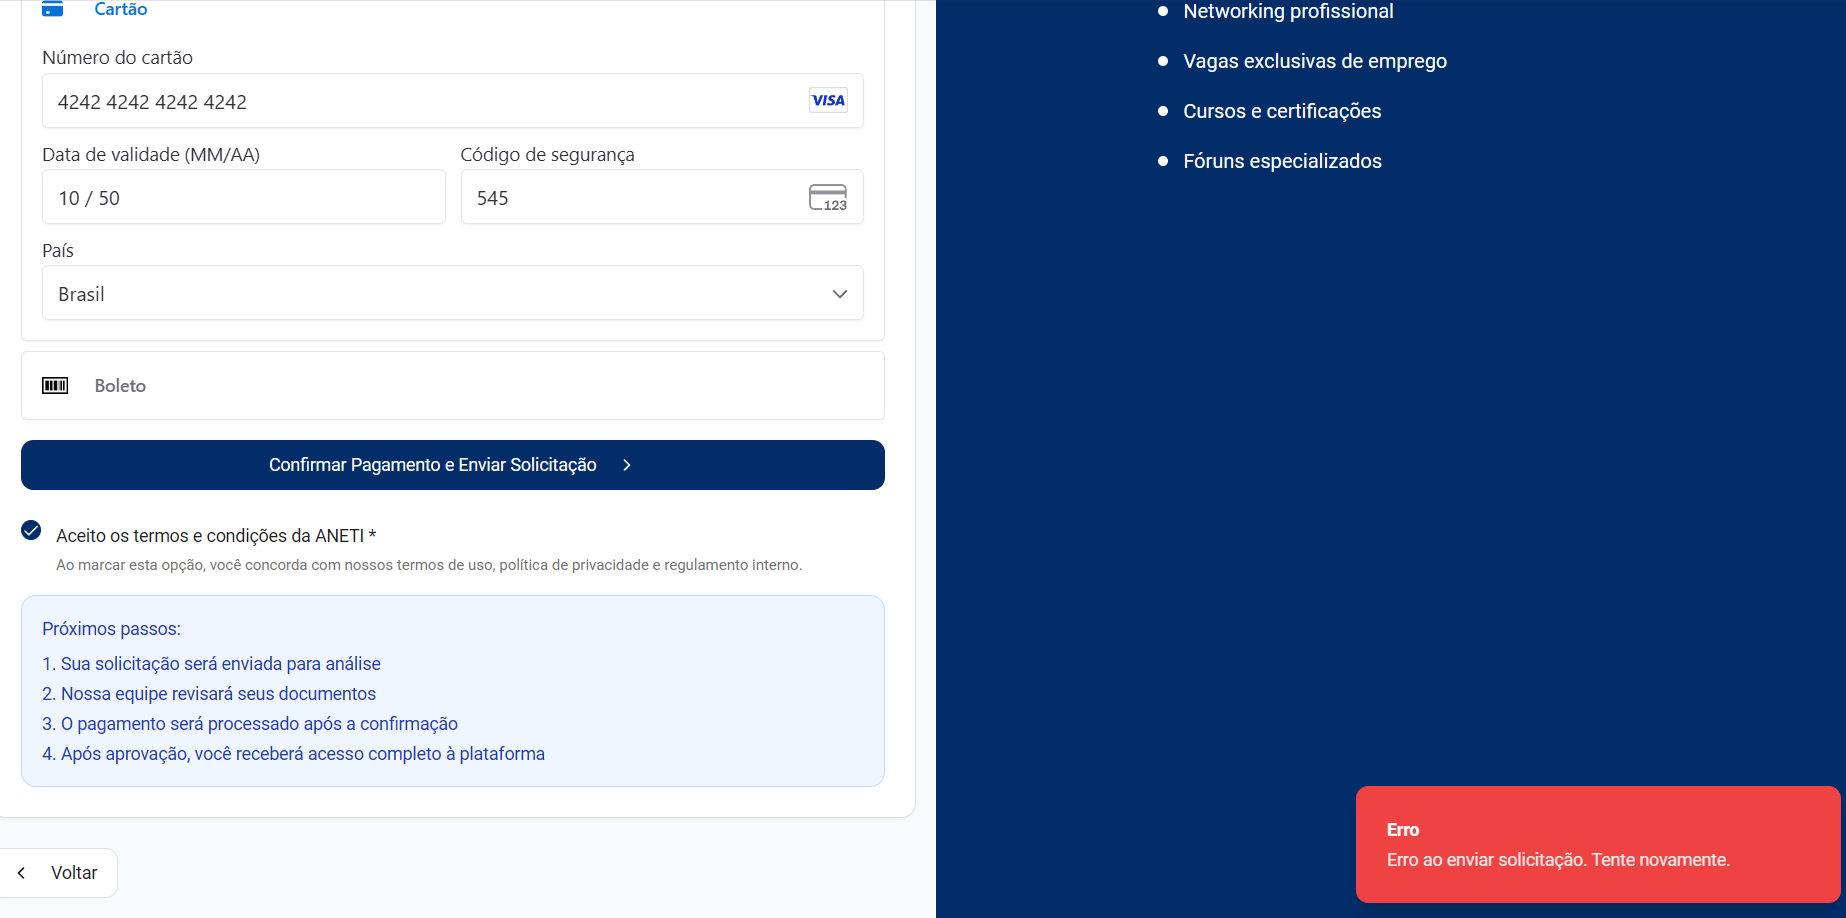 Cartão
Número do cartão
4242 4242 4242 4242
VISA
Data de validade (MM/AA)
Código de segurança
10 / 50
545
123
País
Brasil
Boleto
Confirmar Pagamento e Enviar Solicitação
Aceito os termos e condições da ANETI *
Ao marcar esta opção, você concorda com nossos termos de uso, política de privacidade e regulamento interno.
Próximos passos:
1. Sua solicitação será enviada para análise
2. Nossa equipe revisará seus documentos
3. O pagamento será processado após a confirmação
4. Após aprovação, você receberá acesso completo à plataforma
Voltar
Networking profissional
Vagas exclusivas de emprego
Cursos e certificações
Fóruns especializados
Erro
Erro ao enviar solicitação. Tente novamente.